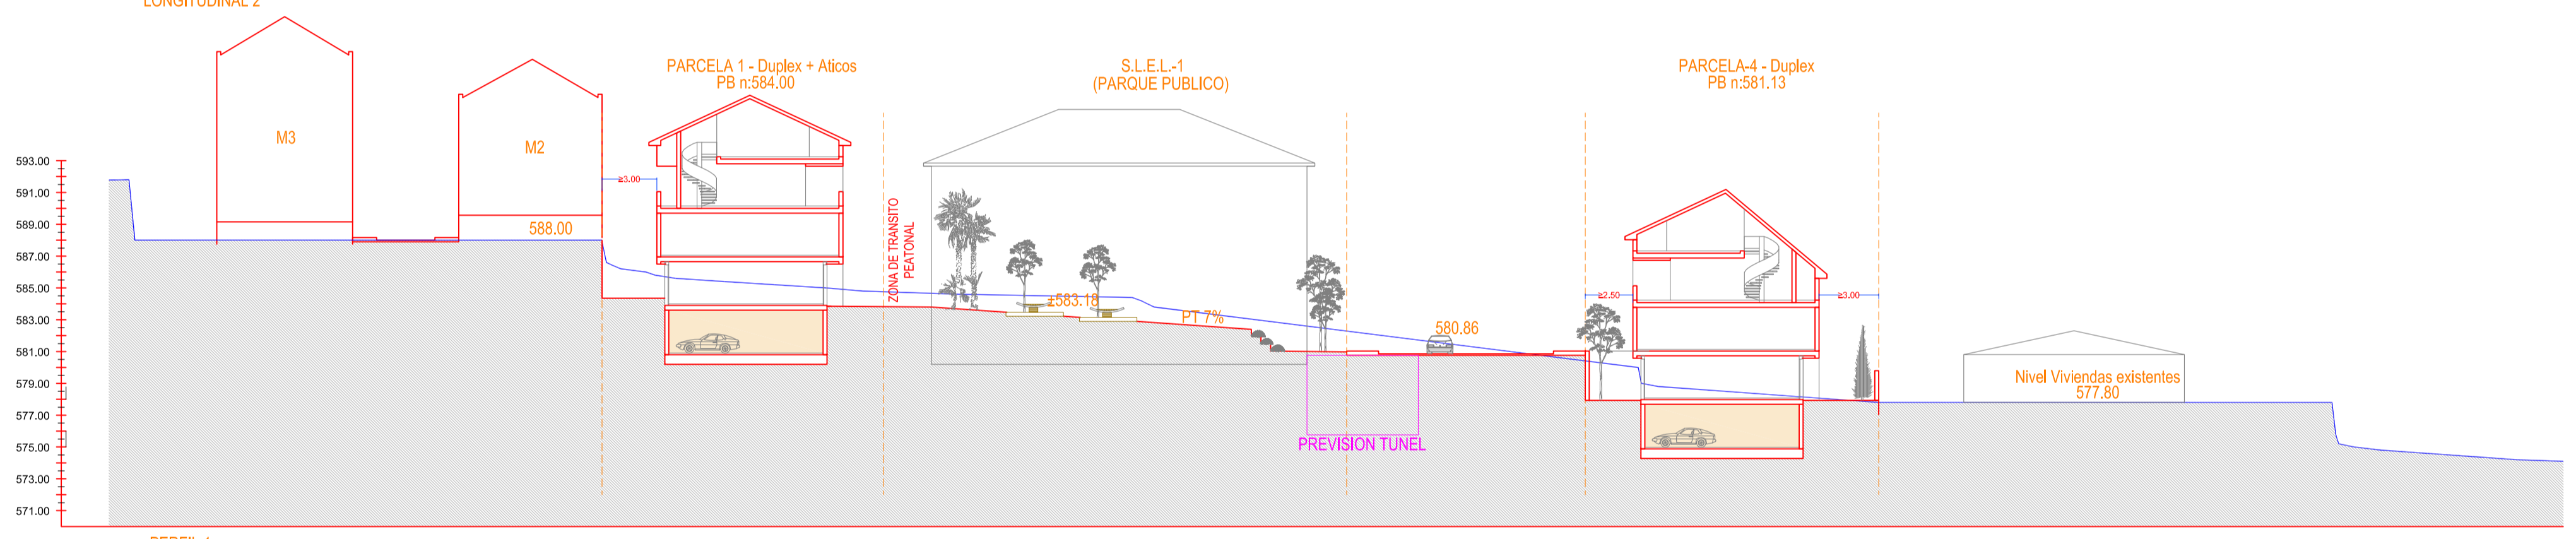 LONGITUDINAL 2
PARCELA 1 - Duplex + Aticos
PB n:584.00
S.L.E.L.-1
(PARQUE PUBLICO)
PARCELA-4 - Duplex
PB n:581.13
M3
M2
593.00
591.00
589.00
587.00
585.00
583.00
581.00
579.00
577.00
575.00
573.00
571.00
≥3.00
588.00
ZONA DE TRANSITO
PEATONAL
±583.18
PT 7%
580.86
≥2.50
≥3.00
Nivel Viviendas existentes
577.80
PREVISION TUNEL